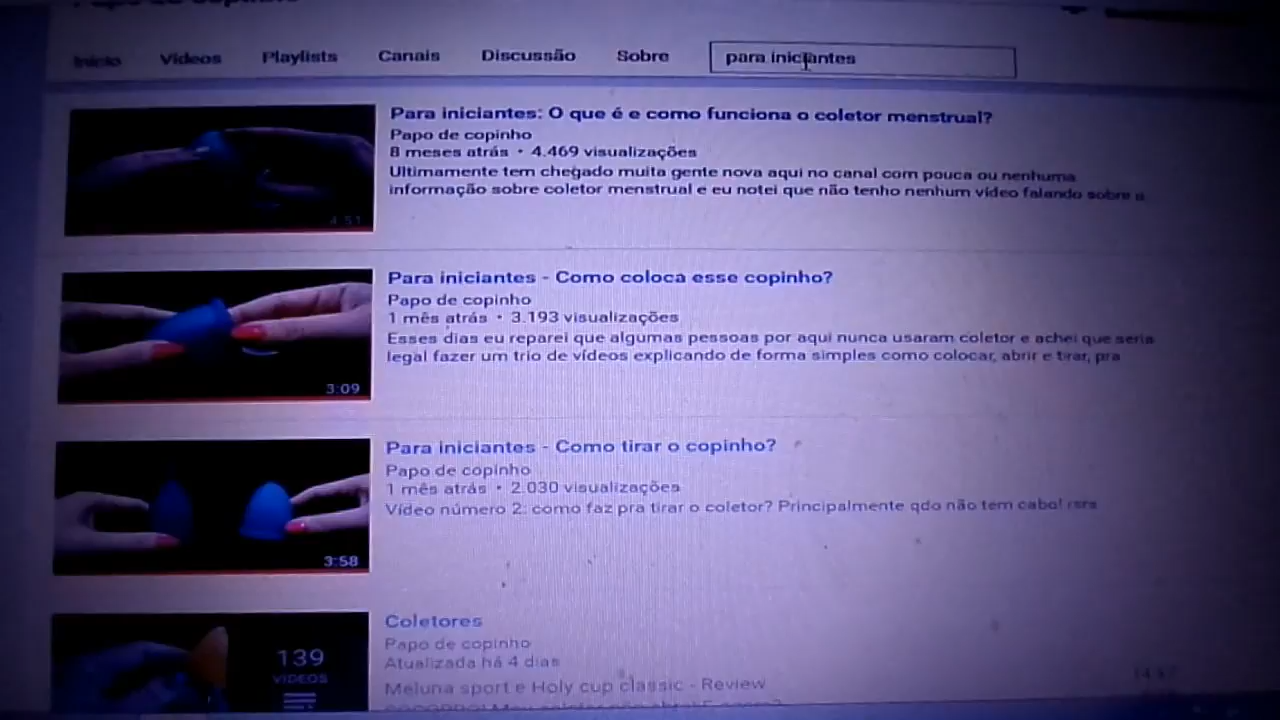 Início Vídeos Playlists Canais Discussão Sobre para iniciantes
Para iniciantes: O que é e como funciona o coletor menstrual?
Papo de copinho
8 meses atrás • 4.469 visualizações
Ultimamente tem chegado muita gente nova aqui no canal com pouca ou nenhuma
informação sobre coletor menstrual e eu notei que não tenho nenhum vídeo falando sobre o
4:51
Para iniciantes - Como coloca esse copinho?
Papo de copinho
1 mês atrás • 3.193 visualizações
Esses dias eu reparei que algumas pessoas por aqui nunca usaram coletor e achei que seria
legal fazer um trio de vídeos explicando de forma simples como colocar, abrir e tirar, pra
3:09
Para iniciantes - Como tirar o copinho?
Papo de copinho
1 mês atrás • 2.030 visualizações
Vídeo número 2: como faz pra tirar o coletor? Principalmente qdo não tem cabo! rsrs
3:58
Coletores
Papo de copinho
Atualizada há 4 dias
139
VÍDEOS
Meluna sport e Holy cup classic - Review